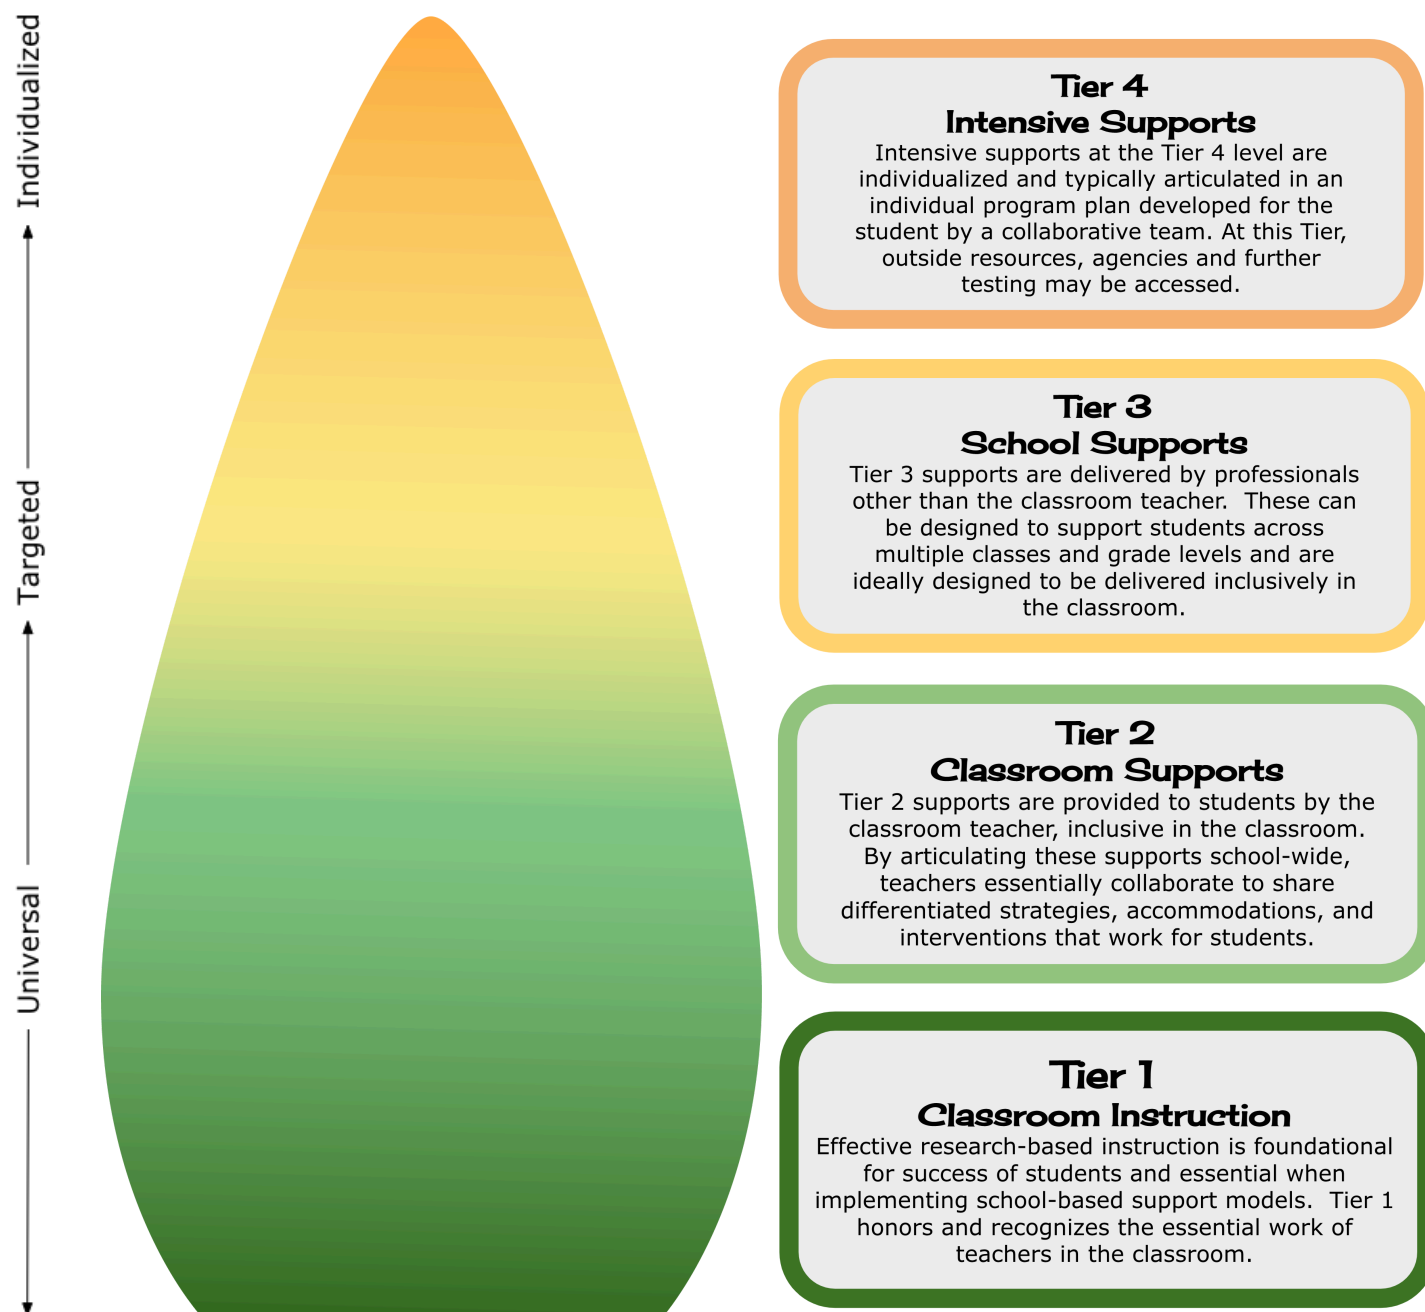 Individualized
Targeted
Universal
Tier 4
Intensive Supports
Intensive supports at the Tier 4 level are
individualized and typically articulated in an
individual program plan developed for the
student by a collaborative team. At this Tier,
outside resources, agencies and further
testing may be accessed.
Tier 3
School Supports
Tier 3 supports are delivered by professionals
other than the classroom teacher.  These can
be designed to support students across
multiple classes and grade levels and are
ideally designed to be delivered inclusively in
the classroom.
Tier 2
Classroom Supports
Tier 2 supports are provided to students by the
classroom teacher, inclusive in the classroom.
By articulating these supports school-wide,
teachers essentially collaborate to share
differentiated strategies, accommodations, and
interventions that work for students.
Tier 1
Classroom Instruction
Effective research-based instruction is foundational
for success of students and essential when
implementing school-based support models.  Tier 1
honors and recognizes the essential work of
teachers in the classroom.